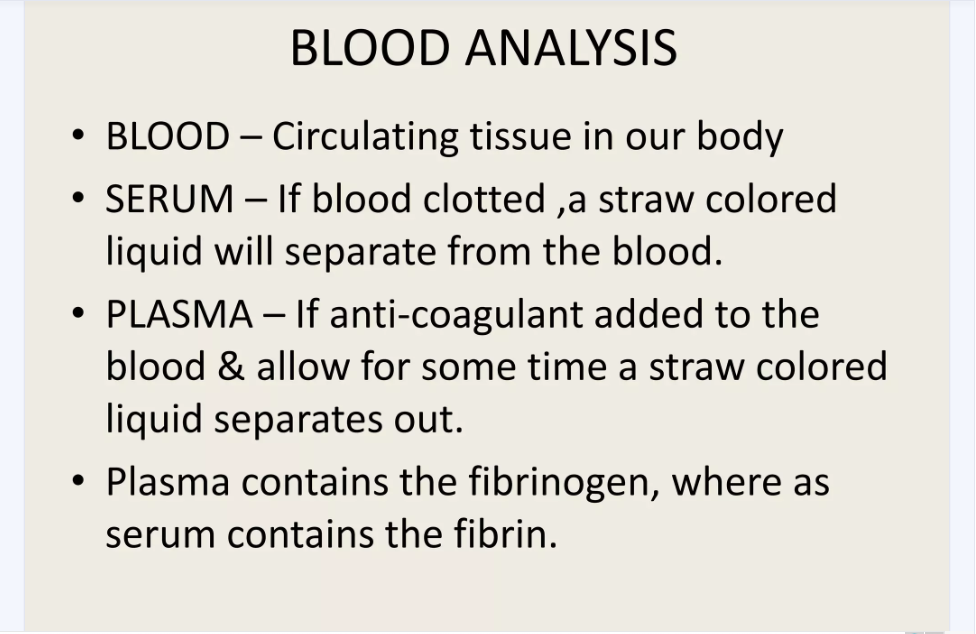 BLOOD ANALYSIS
• BLOOD – Circulating tissue in our body
• SERUM – If blood clotted ,a straw colored
liquid will separate from the blood.
• PLASMA – If anti-coagulant added to the
blood & allow for some time a straw colored
liquid separates out.
• Plasma contains the fibrinogen, where as
serum contains the fibrin.